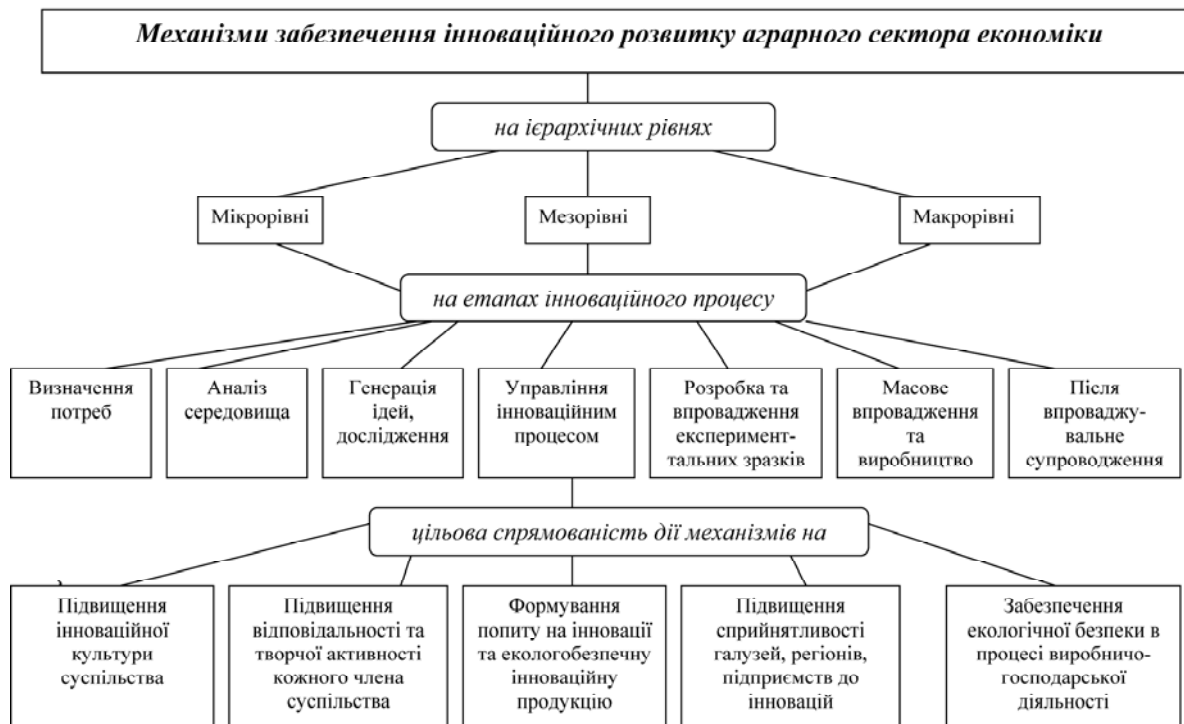 Механізми забезпечення інноваційного розвитку аграрного сектора економіки
на ієрархічних рівнях
Мікрорівні
Мезорівні
Макрорівні
на етапах інноваційного процесу
Визначення
потреб
Аналіз
середовища
Генерація
ідей,
дослідження
Управління
інноваційним
процесом
Розробка та
впровадження
експеримент-
тальних зразків
Масове
впровадження
та
виробництво
Після
впроваджу-
вальне
супроводження
цільова спрямованість дії механізмів на
Підвищення
інноваційної
культури
суспільства
Підвищення
відповідальності та
творчої активності
кожного члена
суспільства
Формування
попиту на інновації
та екологобезпечну
інноваційну
продукцію
Підвищення
сприйнятливості
галузей, регіонів,
підприємств до
інновацій
Забезпечення
екологічної безпеки в
процесі виробничо-
господарської
діяльності